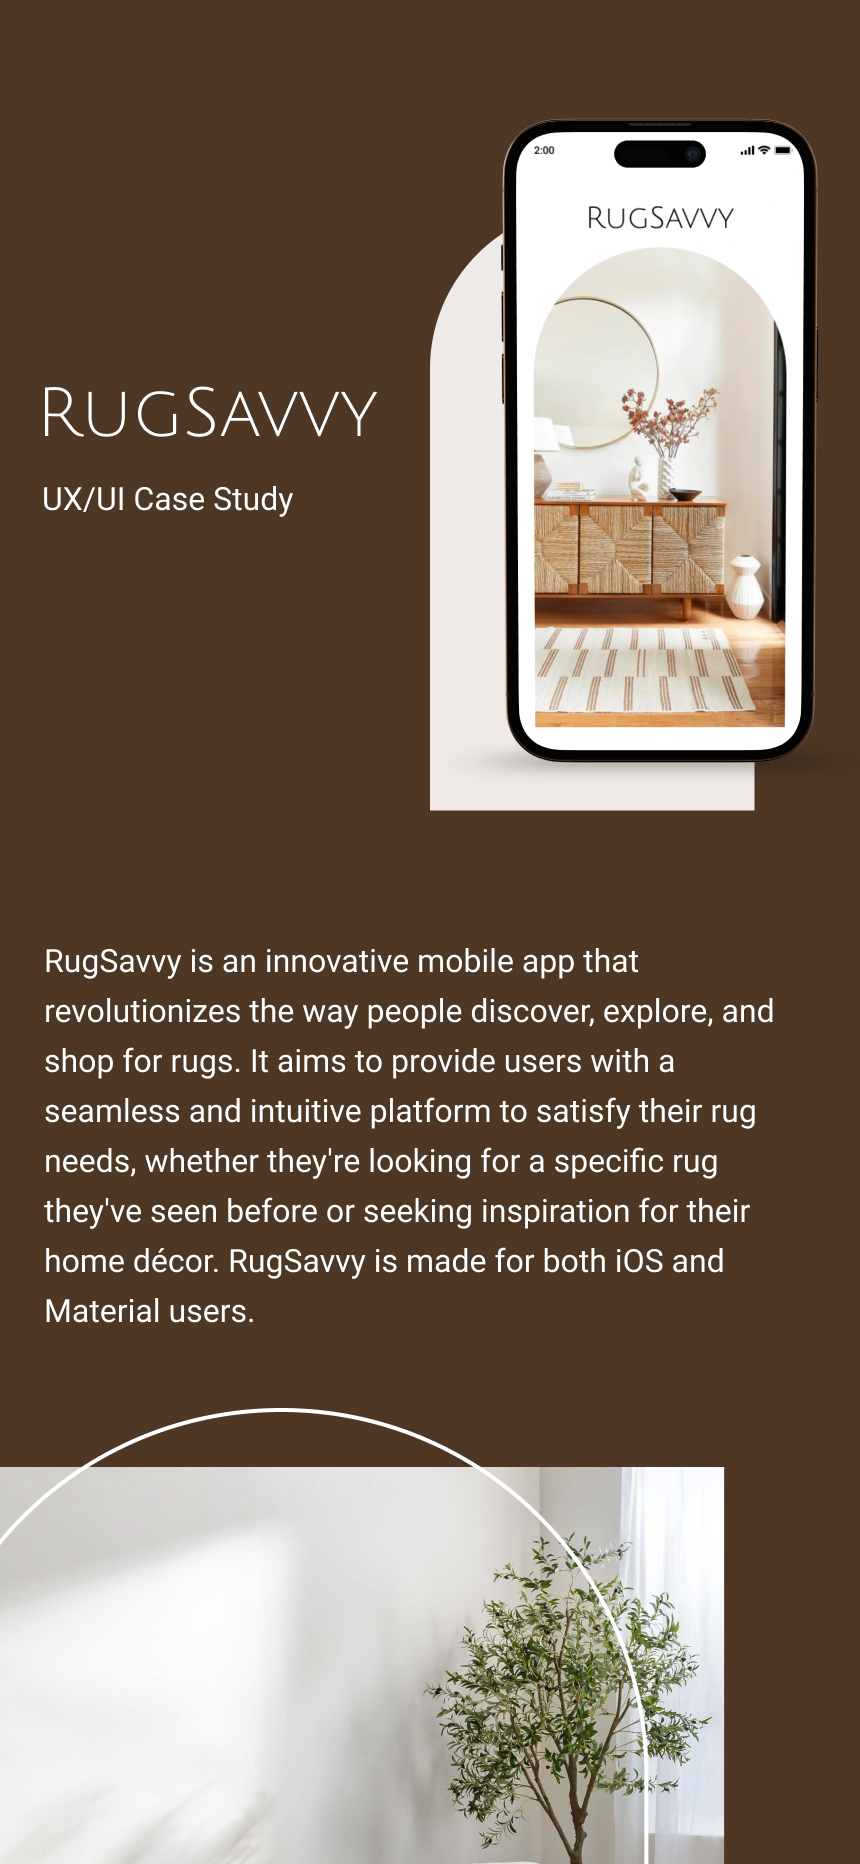 2:00
RUGSAVVY
RUGSAVVY
UX/UI Case Study
RugSavvy is an innovative mobile app that
revolutionizes the way people discover, explore, and
shop for rugs. It aims to provide users with a
seamless and intuitive platform to satisfy their rug
needs, whether they're looking for a specific rug
they've seen before or seeking inspiration for their
home décor. RugSavvy is made for both iOS and
Material users.